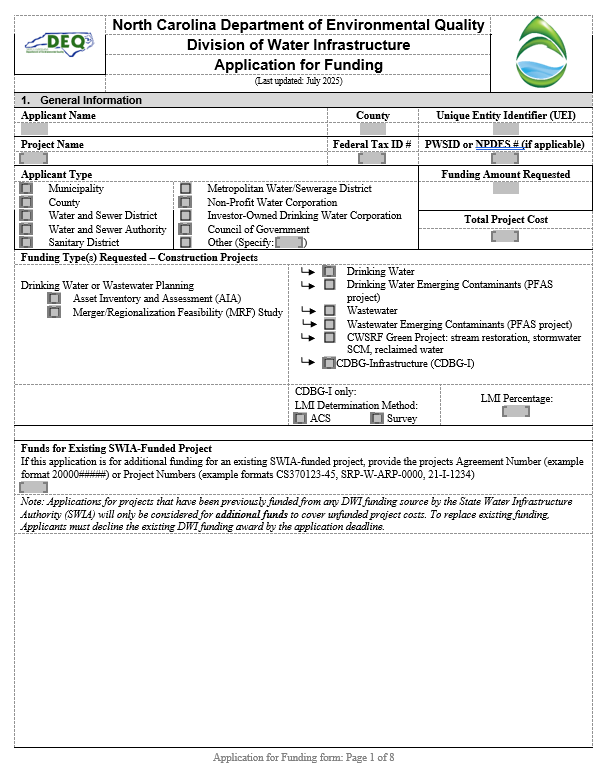 DEQ
North Carolina Department of Environmental Quality
Division of Water Infrastructure
Application for Funding
(Last updated: July 2025)
1. General Information
Applicant Name
County
Unique Entity Identifier (UEI)
Project Name
Federal Tax ID #
PWSID or NPDES # (if applicable)
Applicant Type
Funding Amount Requested
Municipality
Metropolitan Water/Sewerage District
County
Non-Profit Water Corporation
Water and Sewer District
Investor-Owned Drinking Water Corporation
Total Project Cost
Water and Sewer Authority
Council of Government
Sanitary District
Other (Specify: [ ])
Funding Type(s) Requested – Construction Projects
Drinking Water or Wastewater Planning
Asset Inventory and Assessment (AIA)
Merger/Regionalization Feasibility (MRF) Study
Drinking Water
Drinking Water Emerging Contaminants (PFAS
project)
Wastewater
Wastewater Emerging Contaminants (PFAS project)
CWSRF Green Project: stream restoration, stormwater
SCM, reclaimed water
CDBG-Infrastructure (CDBG-I)
CDBG-I only:
LMI Determination Method:
ACS Survey
LMI Percentage:
Funds for Existing SWIA-Funded Project
If this application is for additional funding for an existing SWIA-funded project, provide the projects Agreement Number (example
format 20000#####) or Project Numbers (example formats CS370123-45, SRP-W-ARP-0000, 21-I-1234)
Note: Applications for projects that have been previously funded from any DWI funding source by the State Water Infrastructure
Authority (SWIA) will only be considered for additional funds to cover unfunded project costs. To replace existing funding,
Applicants must decline the existing DWI funding award by the application deadline.
Application for Funding form: Page 1 of 8